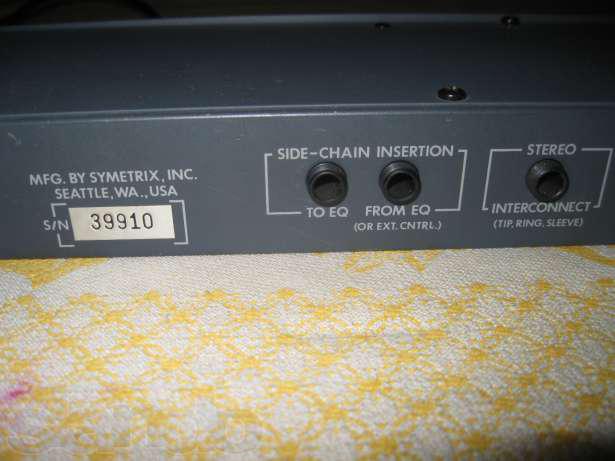 MFG. BY SYMETRIX, INC.
SEATTLE, WA., USA
S/N 39910
SIDE-CHAIN INSERTION
TO EQ
FROM EQ
(OR EXT. CNTRL.)
STEREO
INTERCONNECT
(TIP, RING, SLEEVE)